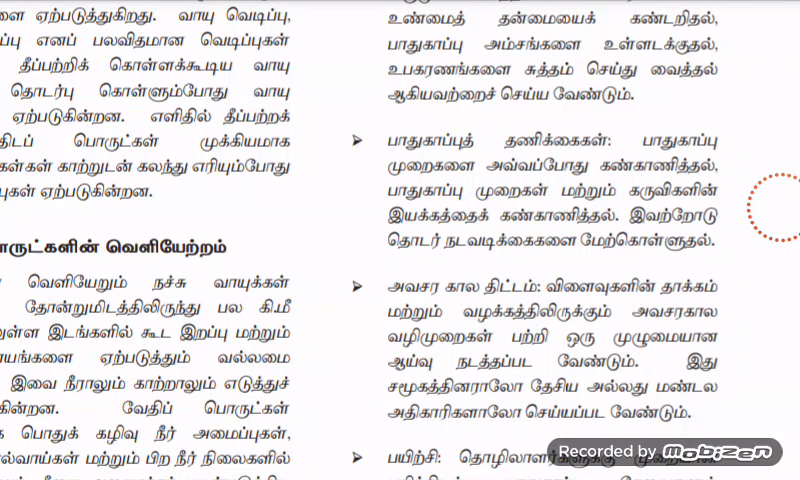 ஏற்படுத்துகிறது. வாயு வெடிப்பு,
எனப் பலவிதமான வெடிப்புகள்
தீப்பற்றிக் கொள்ளக்கூடிய வாயு
தொடர்பு கொள்ளும்போது வாயு
ஏற்படுகின்றன. எளிதில் தீப்பற்றக்
பொருட்கள் முக்கியமாக
காற்றுடன் கலந்து எரியும்போது
ஏற்படுகின்றன.
வெளியேற்றம்
வெளியேறும் நச்சு வாயுக்கள்
தோன்றுமிடத்திலிருந்து பல கி.மீ
இடங்களில் கூட இறப்பு மற்றும்
ஏற்படுத்தும் வல்லமை
இவை நீராலும் காற்றாலும் எடுத்துச்
வேதிப் பொருட்கள்
பொதுக் கழிவு நீர் அமைப்புகள்,
மற்றும் பிற நீர் நிலைகளில்
உண்மைத் தன்மையைக் கண்டறிதல்,
பாதுகாப்பு அம்சங்களை உள்ளடக்குதல்,
உபகரணங்களை சுத்தம் செய்து வைத்தல்
ஆகியவற்றைச் செய்ய வேண்டும்.
➤ பாதுகாப்புத் தணிக்கைகள்: பாதுகாப்பு
முறைகளை அவ்வப்போது கண்காணித்தல்,
பாதுகாப்பு முறைகள் மற்றும் கருவிகளின்
இயக்கத்தைக் கண்காணித்தல். இவற்றோடு
தொடர் நடவடிக்கைகளை மேற்கொள்ளுதல்.
➤ அவசர கால திட்டம்: விளைவுகளின் தாக்கம்
மற்றும் வழக்கத்திலிருக்கும் அவசரகால
வழிமுறைகள் பற்றி ஒரு முழுமையான
ஆய்வு நடத்தப்பட வேண்டும். இது
சமூகத்தினராலோ தேசிய அல்லது மண்டல
அதிகாரிகளாலோ செய்யப்பட வேண்டும்.
➤ பயிற்சி:
Recorded by Mobizen